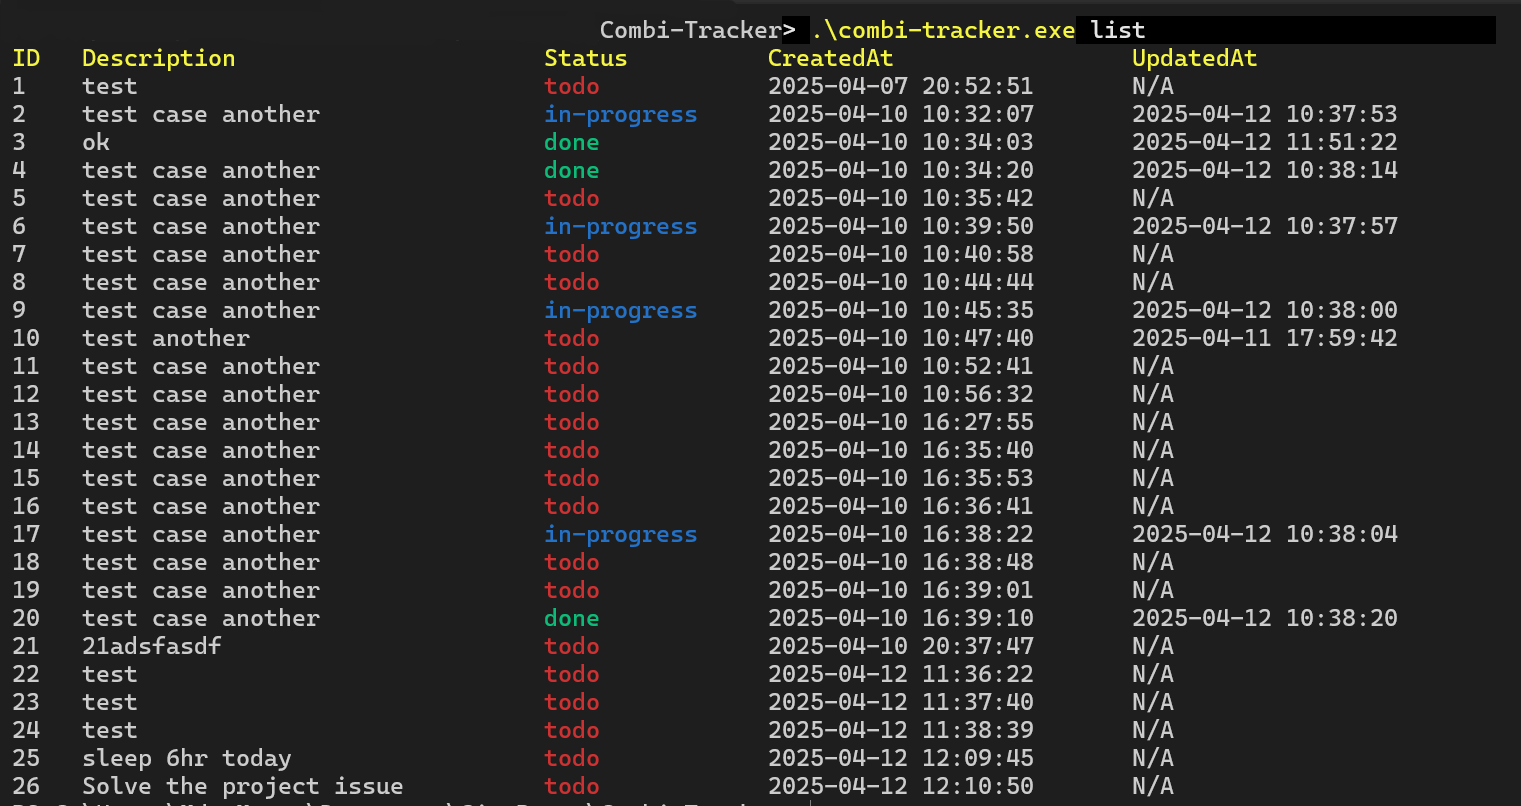 Combi-Tracker> .\combi-tracker.exe list
ID Description Status CreatedAt UpdatedAt
1 test todo 2025-04-07 20:52:51 N/A
2 test case another in-progress 2025-04-10 10:32:07 2025-04-12 10:37:53
3 ok done 2025-04-10 10:34:03 2025-04-12 11:51:22
4 test case another done 2025-04-10 10:34:20 2025-04-12 10:38:14
5 test case another todo 2025-04-10 10:35:42 N/A
6 test case another in-progress 2025-04-10 10:39:50 2025-04-12 10:37:57
7 test case another todo 2025-04-10 10:40:58 N/A
8 test case another todo 2025-04-10 10:44:44 N/A
9 test case another in-progress 2025-04-10 10:45:35 2025-04-12 10:38:00
10 test another todo 2025-04-10 10:47:40 2025-04-11 17:59:42
11 test case another todo 2025-04-10 10:52:41 N/A
12 test case another todo 2025-04-10 10:56:32 N/A
13 test case another todo 2025-04-10 16:27:55 N/A
14 test case another todo 2025-04-10 16:35:40 N/A
15 test case another todo 2025-04-10 16:35:53 N/A
16 test case another todo 2025-04-10 16:36:41 N/A
17 test case another in-progress 2025-04-10 16:38:22 2025-04-12 10:38:04
18 test case another todo 2025-04-10 16:38:48 N/A
19 test case another todo 2025-04-10 16:39:01 N/A
20 test case another done 2025-04-10 16:39:10 2025-04-12 10:38:20
21 21adsfasdf todo 2025-04-10 20:37:47 N/A
22 test todo 2025-04-12 11:36:22 N/A
23 test todo 2025-04-12 11:37:40 N/A
24 test todo 2025-04-12 11:38:39 N/A
25 sleep 6hr today todo 2025-04-12 12:09:45 N/A
26 Solve the project issue todo 2025-04-12 12:10:50 N/A